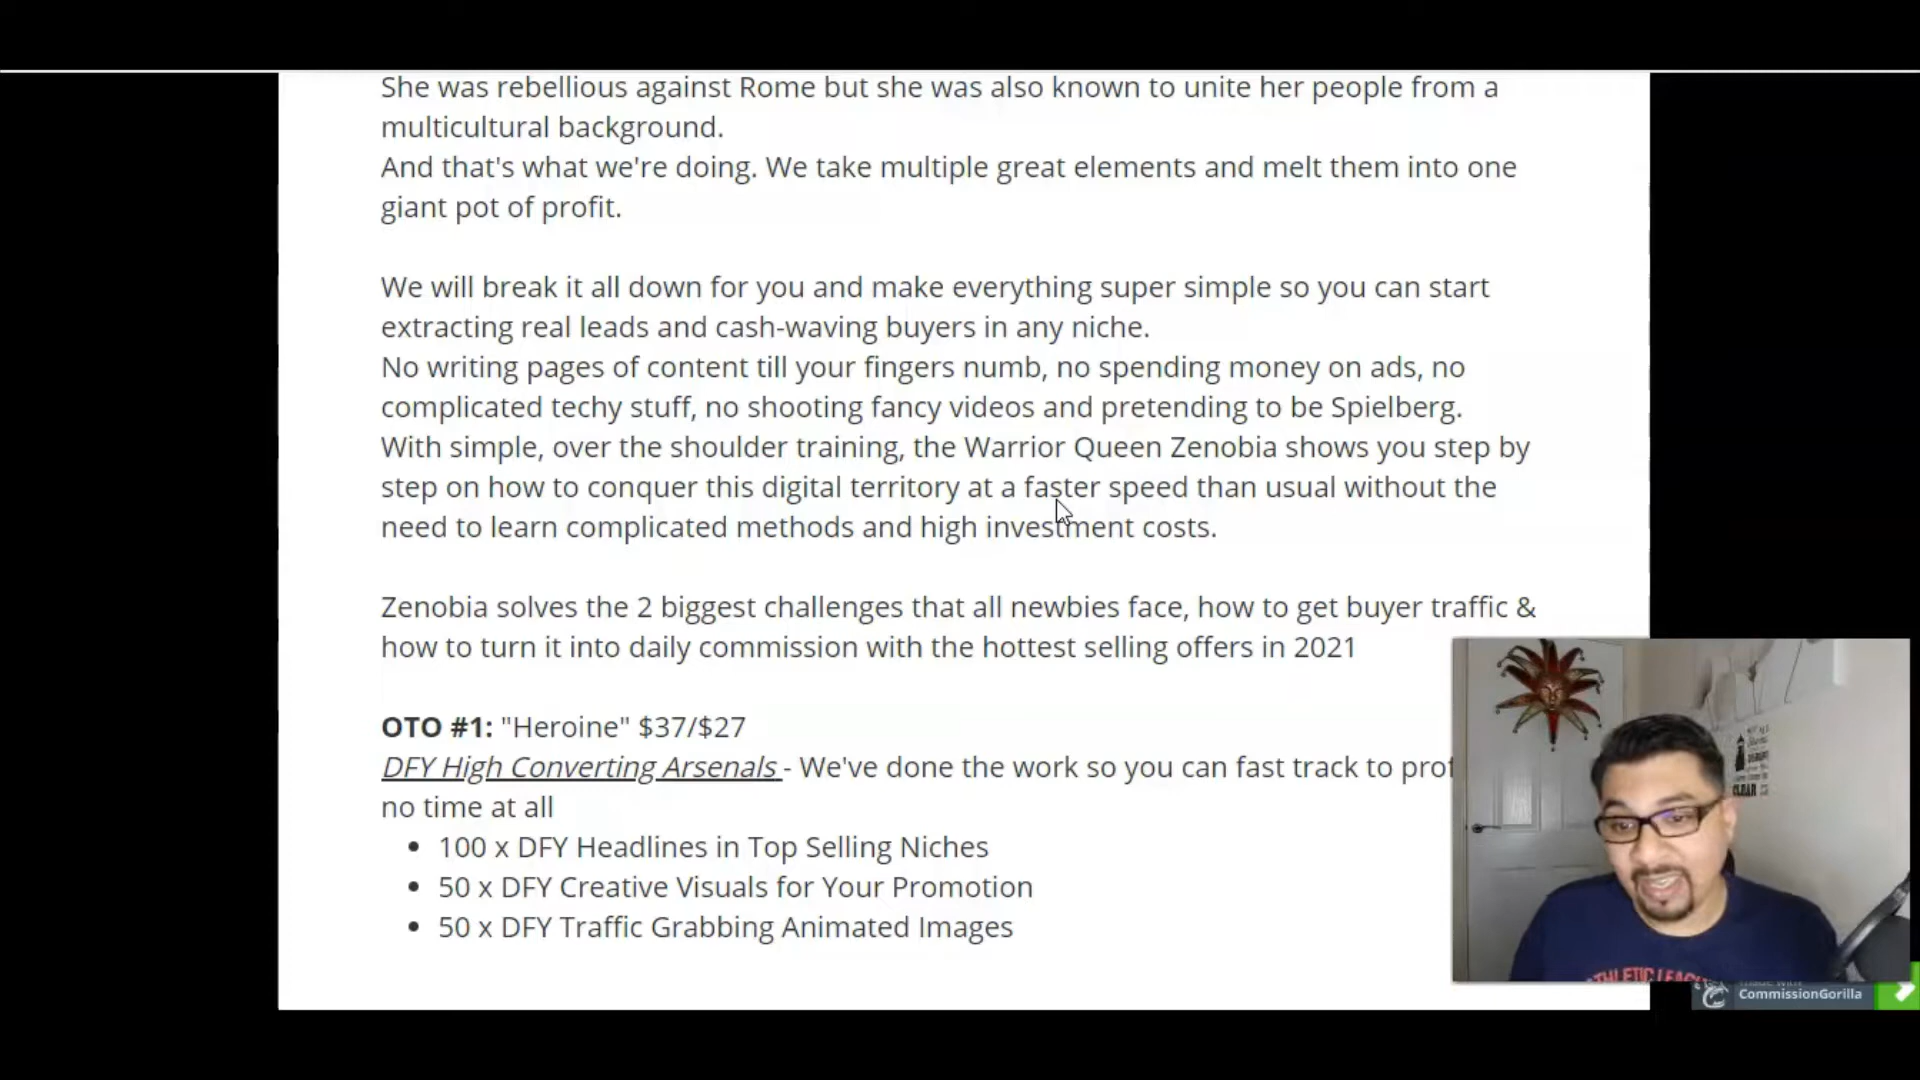 She was rebellious against Rome but she was also known to unite her people from a
multicultural background.
And that's what we're doing. We take multiple great elements and melt them into one
giant pot of profit.
We will break it all down for you and make everything super simple so you can start
extracting real leads and cash-waving buyers in any niche.
No writing pages of content till your fingers numb, no spending money on ads, no
complicated techy stuff, no shooting fancy videos and pretending to be Spielberg.
With simple, over the shoulder training, the Warrior Queen Zenobia shows you step by
step on how to conquer this digital territory at a faster speed than usual without the
need to learn complicated methods and high investment costs.
Zenobia solves the 2 biggest challenges that all newbies face, how to get buyer traffic &
how to turn it into daily commission with the hottest selling offers in 2021
OTO #1: "Heroine" $37/$27
DFY High Converting Arsenals - We've done the work so you can fast track to prof
no time at all
• 100 x DFY Headlines in Top Selling Niches
• 50 x DFY Creative Visuals for Your Promotion
• 50 x DFY Traffic Grabbing Animated Images
CLEAR
CommissionGorilla